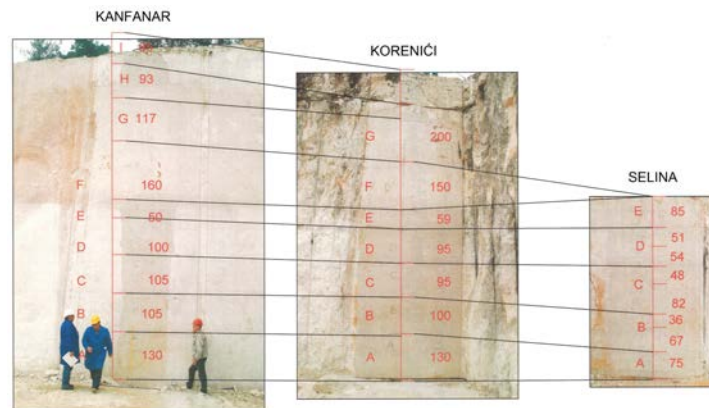 KANFANAR
I
H 93
G 117
F 160
E 50
D 100
C 105
B 105
A 130
KORENIĆI
G 200
F 150
E 59
D 95
C 95
B 100
A 130
SELINA
E 85
51
D
54
48
C
82
36
B
67
A 75